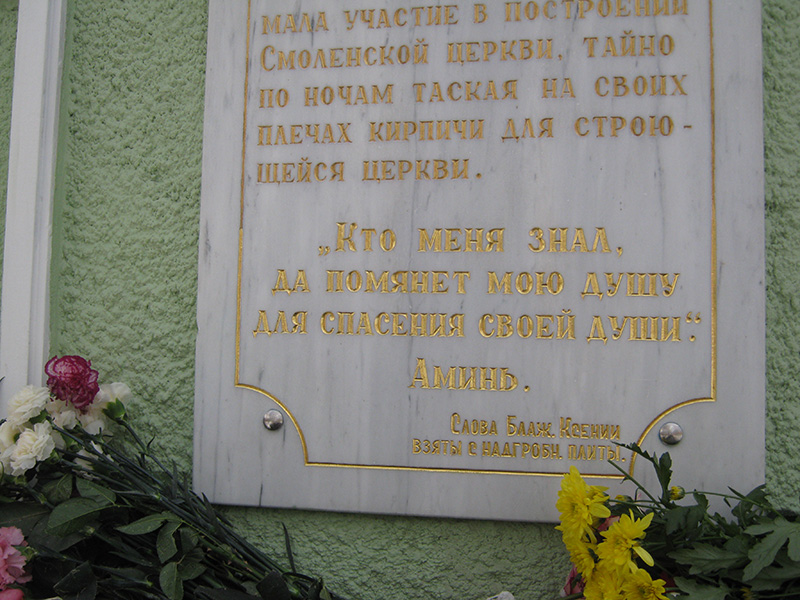 мала участие в построении
Смоленской церкви, тайно
по ночам таская на своих
плечах кирпичи для строю-
щейся церкви.
„Кто меня знал,
да помянет мою душу
для спасения своей души".
Аминь.
Слова Блаж. Ксении
взяты с надгробн. плиты.